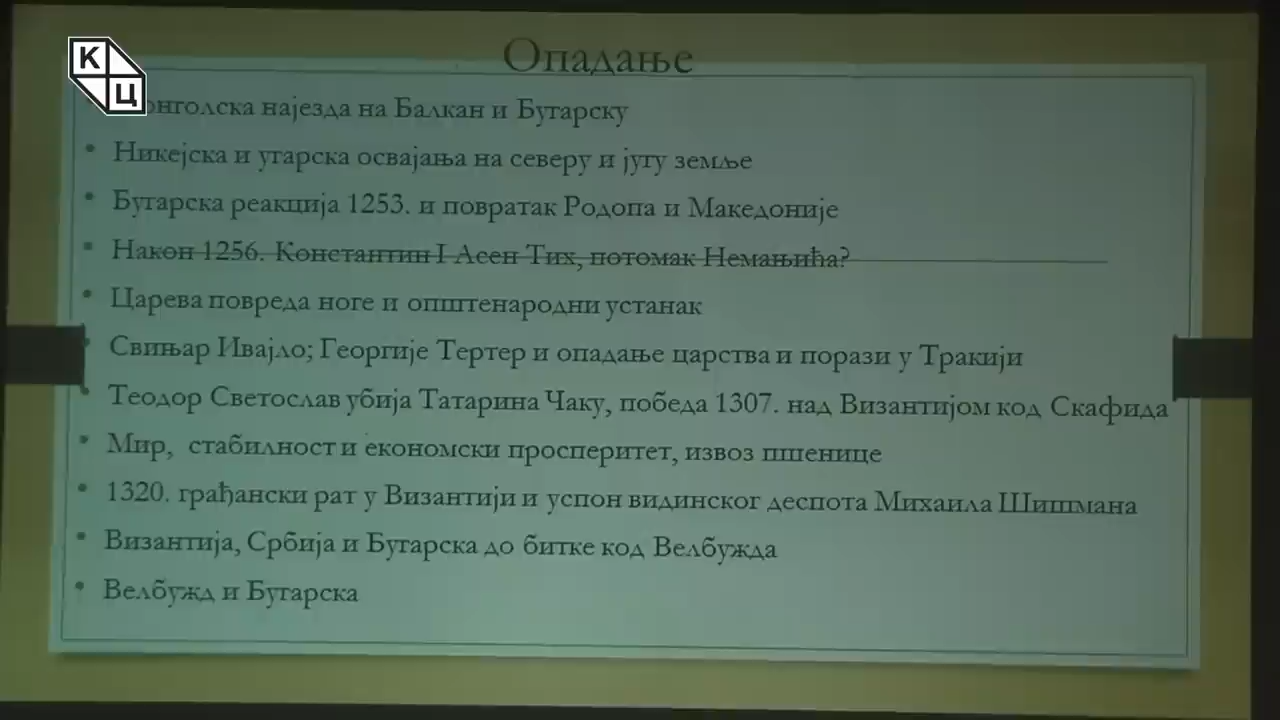 К
Ц
Опадање
онголска најезда на Балкан и Бугарску
• Никејска и угарска освајања на северу и југу земље
• Бугарска реакција 1253. и повратак Родопа и Македоније
• Након 1256. Константин I Асен Тих, потомак Немањића?
• Царева повреда ноге и општенародни устанак
• Свињар Ивајло; Георгије Тертер и опадање царства и порази у Тракији
• Теодор Светослав убија Татарина Чаку, победа 1307. над Византијом код Скафида
• Мир, стабилност и економски просперитет, извоз пшенице
• 1320. грађански рат у Византији и успон видинског деспота Михаила Шишмана
• Византија, Србија и Бугарска до битке код Велбужда
• Велбужд и Бугарска